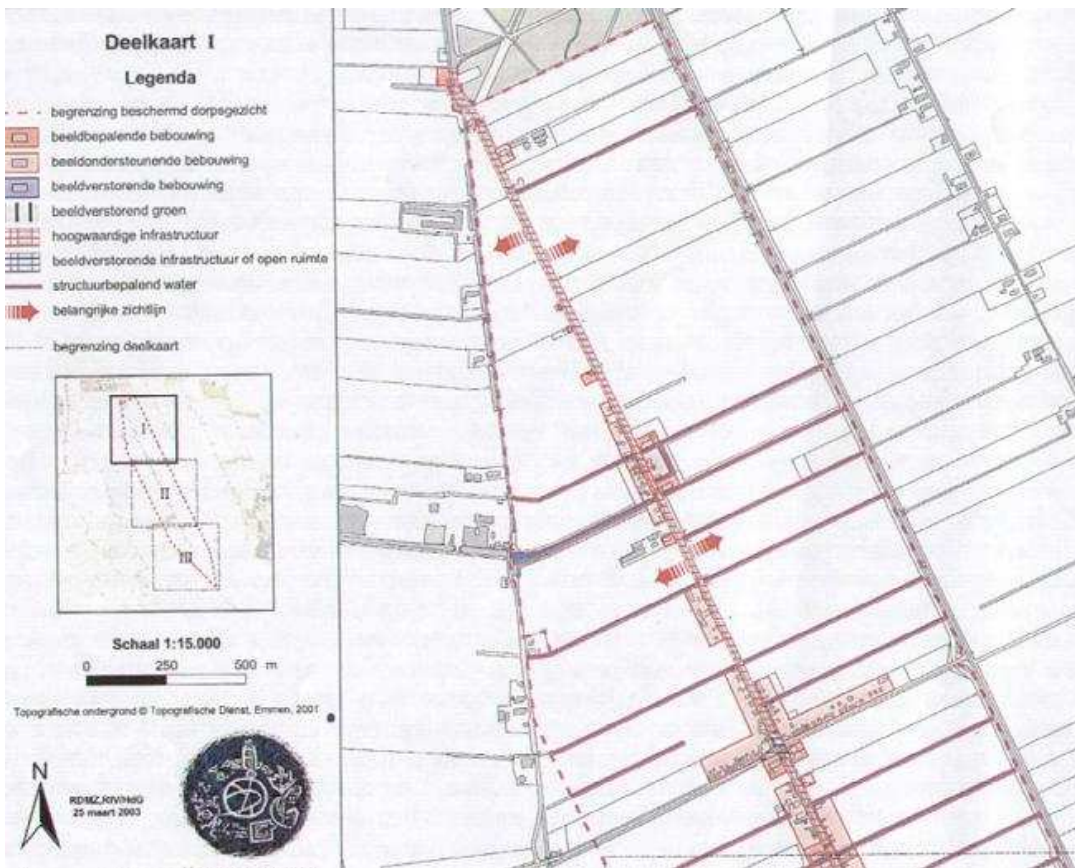 Deelkaart I
Legenda
begrenzing beschermd dorpsgezicht
beeldbepalende bebouwing
beeldondersteunende bebouwing
beeldverstorende bebouwing
beeldverstorend groen
hoogwaardige infrastructuur
beeldverstorende infrastructuur of open ruimte
structuurbepalend water
belangrijke zichtlijn
begrenzing deelkaart
I
II
III
Schaal 1:15.000
0 250 500 m
Topografische ondergrond © Topografische Dienst, Emmen, 2001
N
RDMZ,RIV/HdG
25 maart 2003